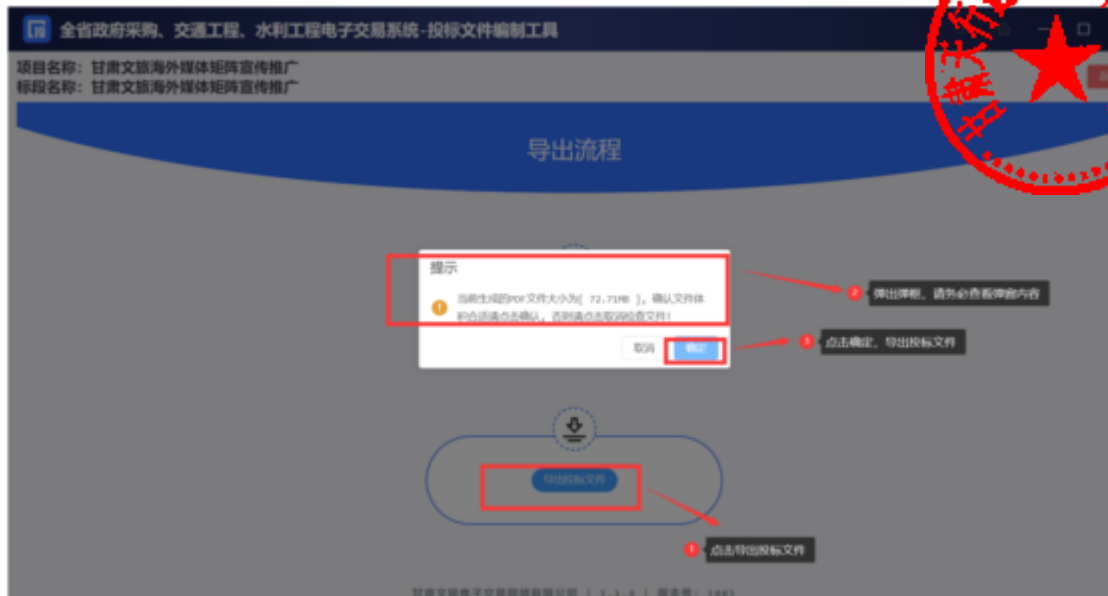 全省政府采购、交通工程、水利工程电子交易系统-投标文件编制工具
项目名称：甘肃文旅海外媒体矩阵宣传推广
标段名称：甘肃文旅海外媒体矩阵宣传推广
导出流程
提示
当前生成的PDF文件大小为[ 72.71MB ]，确认文件体
积合适请点击确认，否则请点击取消检查文件！
取消 确定
2 弹出弹框，请务必查看弹窗内容
3 点击确定，导出投标文件
导出投标文件
1 点击导出投标文件
甘肃天